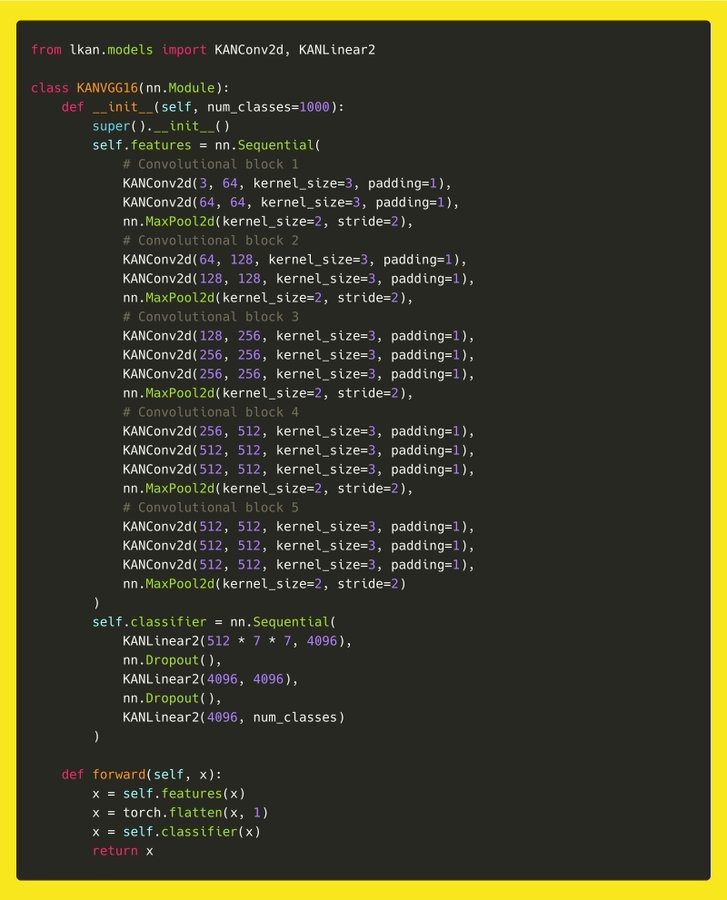 from lkan.models import KANConv2d, KANLinear2

class KANVGG16(nn.Module):
    def __init__(self, num_classes=1000):
        super().__init__()
        self.features = nn.Sequential(
            # Convolutional block 1
            KANConv2d(3, 64, kernel_size=3, padding=1),
            KANConv2d(64, 64, kernel_size=3, padding=1),
            nn.MaxPool2d(kernel_size=2, stride=2),
            # Convolutional block 2
            KANConv2d(64, 128, kernel_size=3, padding=1),
            KANConv2d(128, 128, kernel_size=3, padding=1),
            nn.MaxPool2d(kernel_size=2, stride=2),
            # Convolutional block 3
            KANConv2d(128, 256, kernel_size=3, padding=1),
            KANConv2d(256, 256, kernel_size=3, padding=1),
            KANConv2d(256, 256, kernel_size=3, padding=1),
            nn.MaxPool2d(kernel_size=2, stride=2),
            # Convolutional block 4
            KANConv2d(256, 512, kernel_size=3, padding=1),
            KANConv2d(512, 512, kernel_size=3, padding=1),
            KANConv2d(512, 512, kernel_size=3, padding=1),
            nn.MaxPool2d(kernel_size=2, stride=2),
            # Convolutional block 5
            KANConv2d(512, 512, kernel_size=3, padding=1),
            KANConv2d(512, 512, kernel_size=3, padding=1),
            KANConv2d(512, 512, kernel_size=3, padding=1),
            nn.MaxPool2d(kernel_size=2, stride=2)
        )
        self.classifier = nn.Sequential(
            KANLinear2(512 * 7 * 7, 4096),
            nn.Dropout(),
            KANLinear2(4096, 4096),
            nn.Dropout(),
            KANLinear2(4096, num_classes)
        )

    def forward(self, x):
        x = self.features(x)
        x = torch.flatten(x, 1)
        x = self.classifier(x)
        return x